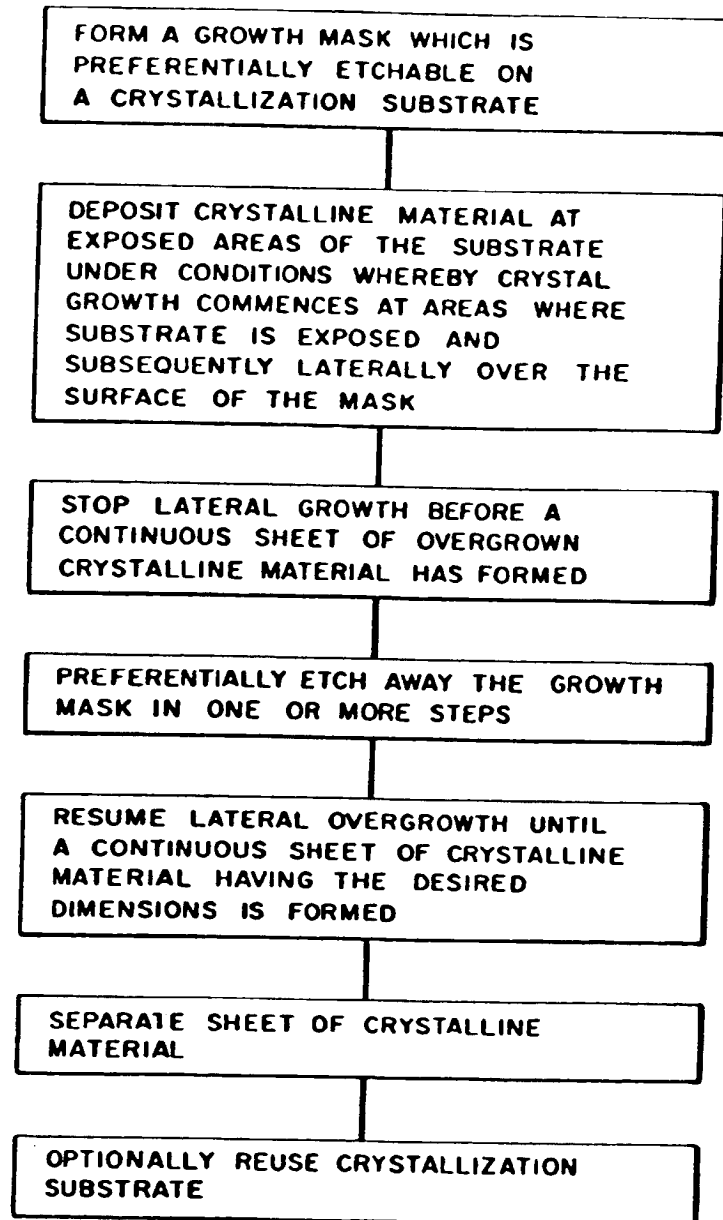 FORM A GROWTH MASK WHICH IS
PREFERENTIALLY ETCHABLE ON
A CRYSTALLIZATION SUBSTRATE
DEPOSIT CRYSTALLINE MATERIAL AT
EXPOSED AREAS OF THE SUBSTRATE
UNDER CONDITIONS WHEREBY CRYSTAL
GROWTH COMMENCES AT AREAS WHERE
SUBSTRATE IS EXPOSED AND
SUBSEQUENTLY LATERALLY OVER THE
SURFACE OF THE MASK
STOP LATERAL GROWTH BEFORE A
CONTINUOUS SHEET OF OVERGROWN
CRYSTALLINE MATERIAL HAS FORMED
PREFERENTIALLY ETCH AWAY THE GROWTH
MASK IN ONE OR MORE STEPS
RESUME LATERAL OVERGROWTH UNTIL
A CONTINUOUS SHEET OF CRYSTALLINE
MATERIAL HAVING THE DESIRED
DIMENSIONS IS FORMED
SEPARATE SHEET OF CRYSTALLINE
MATERIAL
OPTIONALLY REUSE CRYSTALLIZATION
SUBSTRATE